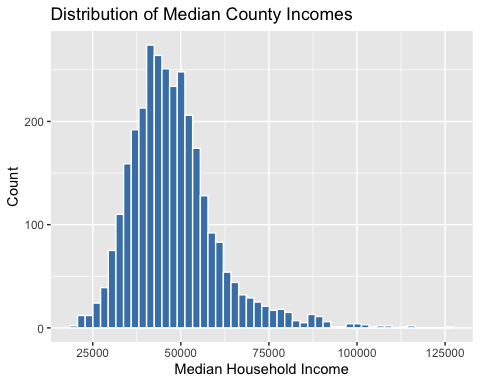 Distribution of Median County Incomes
Count
200
100
0
25000 50000 75000 100000 125000
Median Household Income